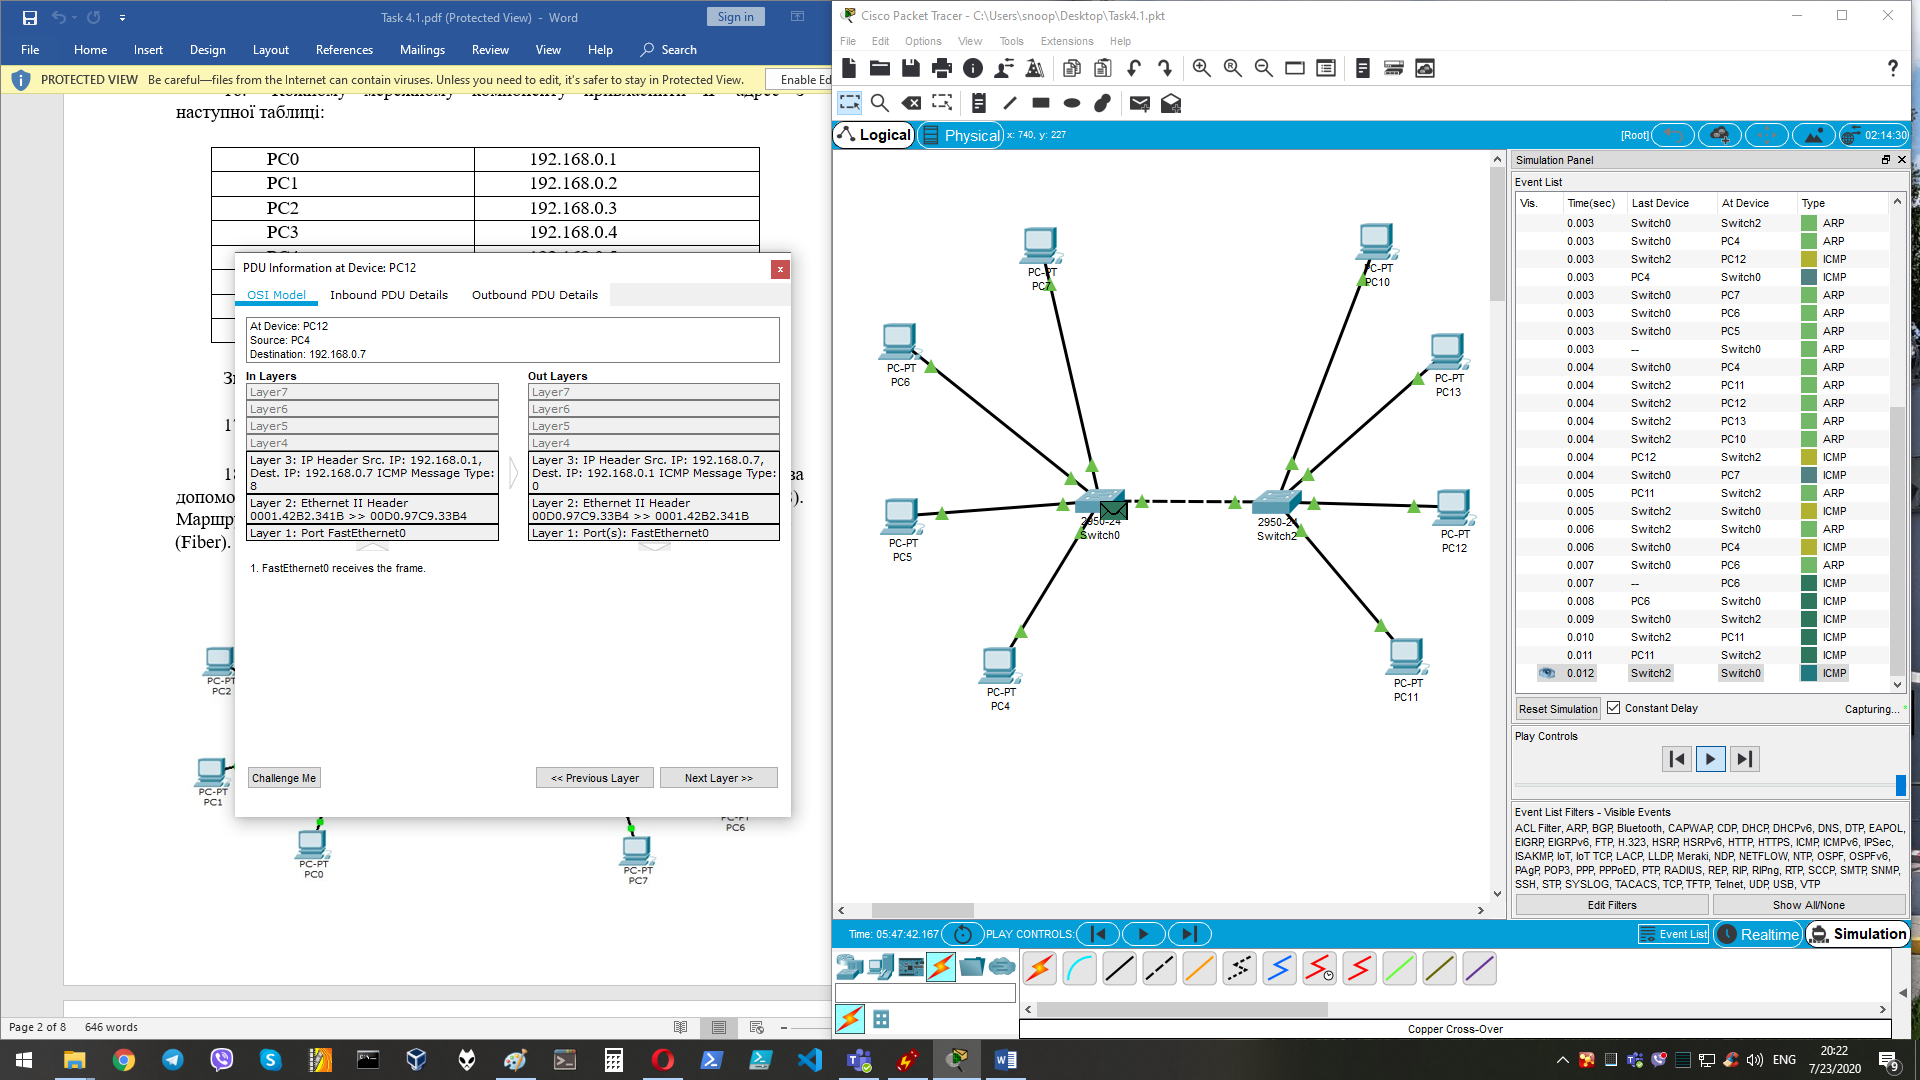 Task 4.1.pdf (Protected View) - Word
Sign in
File Home Insert Design Layout References Mailings Review View Help Search
PROTECTED VIEW Be careful—files from the Internet can contain viruses. Unless you need to edit, it's safer to stay in Protected View.
Enable Ed
наступної таблиці:
PC0 192.168.0.1
PC1 192.168.0.2
PC2 192.168.0.3
PC3 192.168.0.4
PDU Information at Device: PC12
x
OSI Model Inbound PDU Details Outbound PDU Details
At Device: PC12
Source: PC4
Destination: 192.168.0.7
In Layers Out Layers
Layer7 Layer7
Layer6 Layer6
Layer5 Layer5
Layer4 Layer4
Layer 3: IP Header Src. IP: 192.168.0.1, Dest. IP: 192.168.0.7 ICMP Message Type: 8
Layer 3: IP Header Src. IP: 192.168.0.7, Dest. IP: 192.168.0.1 ICMP Message Type: 0
Layer 2: Ethernet II Header 0001.42B2.341B >> 00D0.97C9.33B4
Layer 2: Ethernet II Header 00D0.97C9.33B4 >> 0001.42B2.341B
Layer 1: Port FastEthernet0 Layer 1: Port(s): FastEthernet0
1. FastEthernet0 receives the frame.
Challenge Me << Previous Layer Next Layer >>
допомо
Маршр
(Fiber).
PC-PT
PC2
PC-PT
PC1
PC-PT
PC0
PC-PT
PC7
PC-PT
PC6
Page 2 of 8 646 words
Cisco Packet Tracer - C:\Users\snoop\Desktop\Task4.1.pkt
File Edit Options View Tools Extensions Help
?
Logical Physical x: 740, y: 227
[Root] 02:14:30
PC-PT
PC7
PC-PT
PC10
PC-PT
PC6
PC-PT
PC13
PC-PT
PC5
2950-24
Switch0
2950-24
Switch2
PC-PT
PC12
PC-PT
PC4
PC-PT
PC11
Simulation Panel
Event List
Vis. Time(sec) Last Device At Device Type
0.003 Switch0 Switch2 ARP
0.003 Switch0 PC4 ARP
0.003 Switch2 PC12 ICMP
0.003 PC4 Switch0 ICMP
0.003 Switch0 PC7 ARP
0.003 Switch0 PC6 ARP
0.003 Switch0 PC5 ARP
0.003 -- Switch0 ARP
0.004 Switch0 PC4 ARP
0.004 Switch2 PC11 ARP
0.004 Switch2 PC12 ARP
0.004 Switch2 PC13 ARP
0.004 Switch2 PC10 ARP
0.004 PC12 Switch2 ICMP
0.004 Switch0 PC7 ICMP
0.005 PC11 Switch2 ARP
0.005 Switch2 Switch0 ICMP
0.006 Switch2 Switch0 ARP
0.006 Switch0 PC4 ICMP
0.007 Switch0 PC6 ARP
0.007 -- PC6 ICMP
0.008 PC6 Switch0 ICMP
0.009 Switch0 Switch2 ICMP
0.010 Switch2 PC11 ICMP
0.011 PC11 Switch2 ICMP
0.012 Switch2 Switch0 ICMP
Reset Simulation Constant Delay Capturing... *
Play Controls
Event List Filters - Visible Events
ACL Filter, ARP, BGP, Bluetooth, CAPWAP, CDP, DHCP, DHCPv6, DNS, DTP, EAPOL,
EIGRP, EIGRPv6, FTP, H.323, HSRP, HSRPv6, HTTP, HTTPS, ICMP, ICMPv6, IPSec,
ISAKMP, IoT, IoT TCP, LACP, LLDP, Meraki, NDP, NETFLOW, NTP, OSPF, OSPFv6,
PAgP, POP3, PPP, PPPoED, PTP, RADIUS, REP, RIP, RIPng, RTP, SCCP, SMTP, SNMP,
SSH, STP, SYSLOG, TACACS, TCP, TFTP, Telnet, UDP, USB, VTP
Edit Filters Show All/None
Time: 05:47:42.167 PLAY CONTROLS: Event List Realtime Simulation
Copper Cross-Over
ENG
20:22
7/23/2020
9